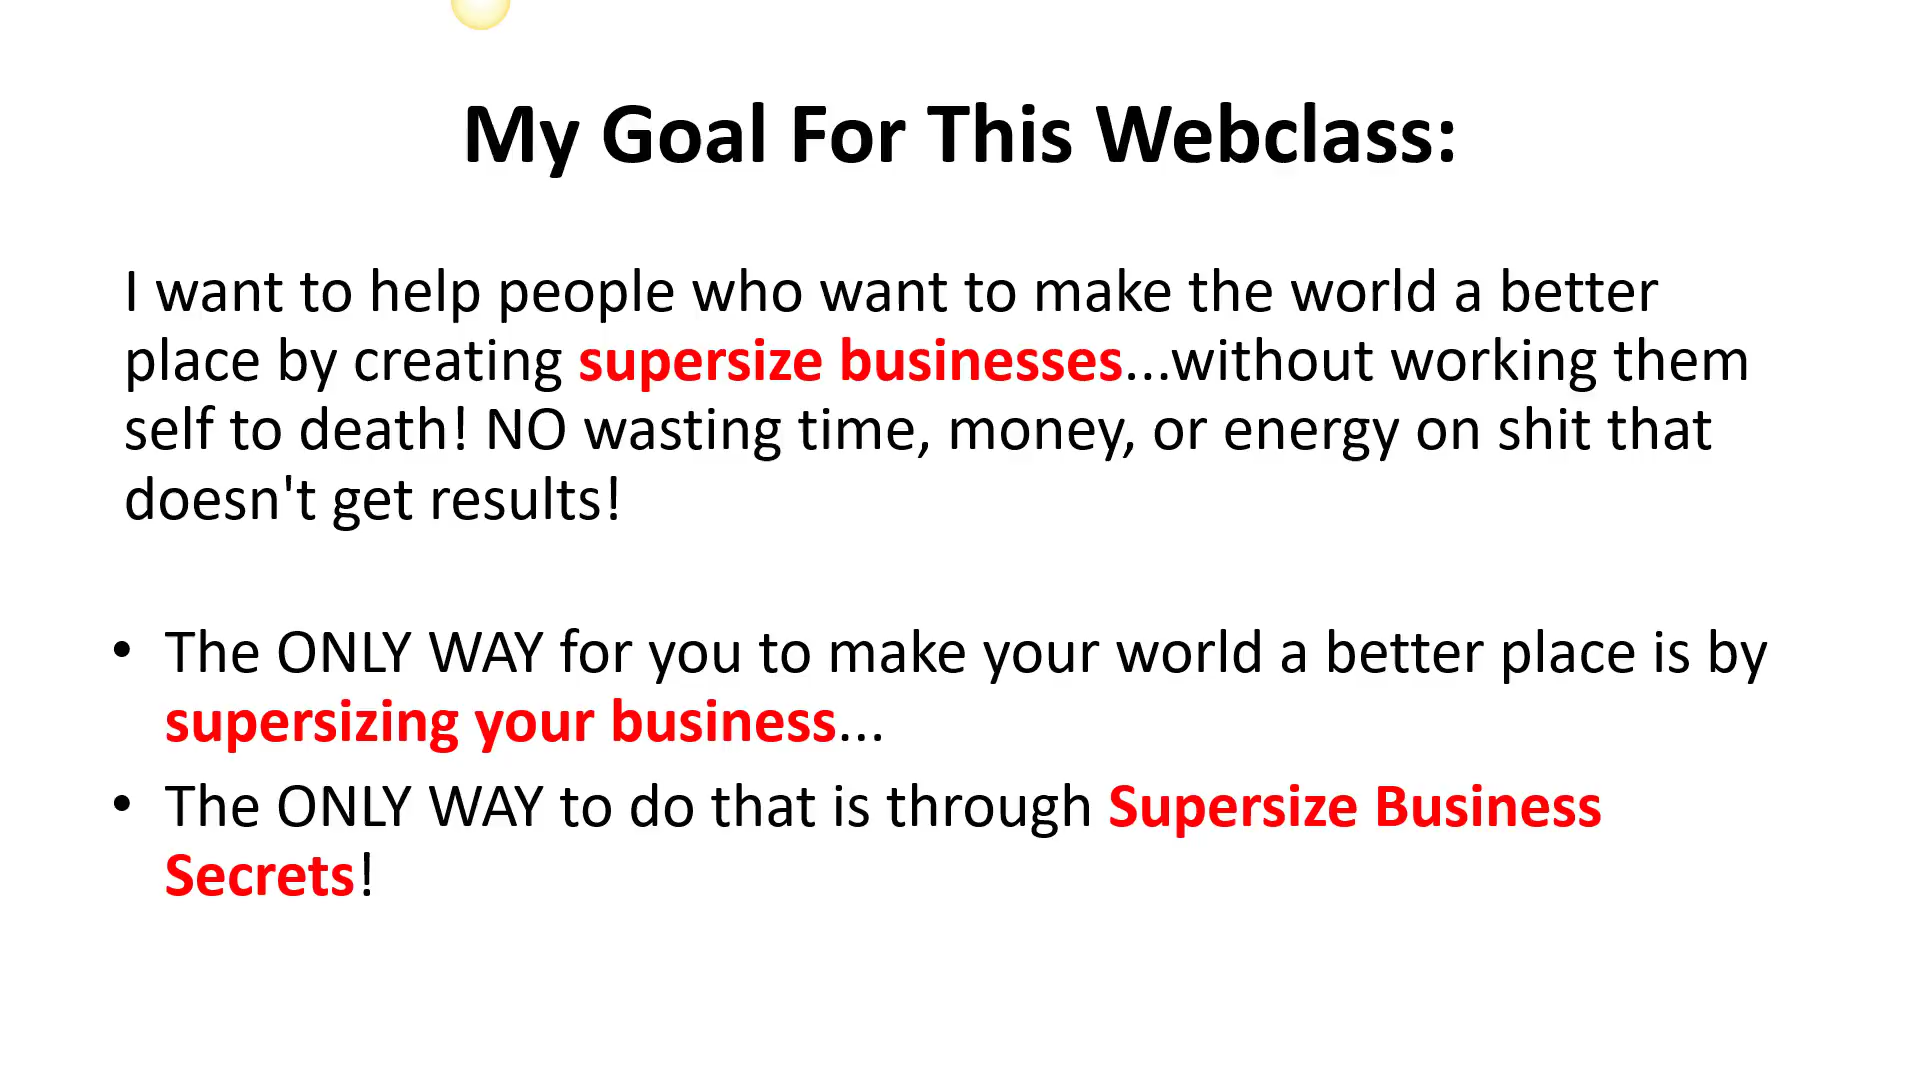 My Goal For This Webclass:
I want to help people who want to make the world a better
place by creating supersize businesses...without working them
self to death! NO wasting time, money, or energy on shit that
doesn't get results!
• The ONLY WAY for you to make your world a better place is by
supersizing your business...
• The ONLY WAY to do that is through Supersize Business
Secrets!